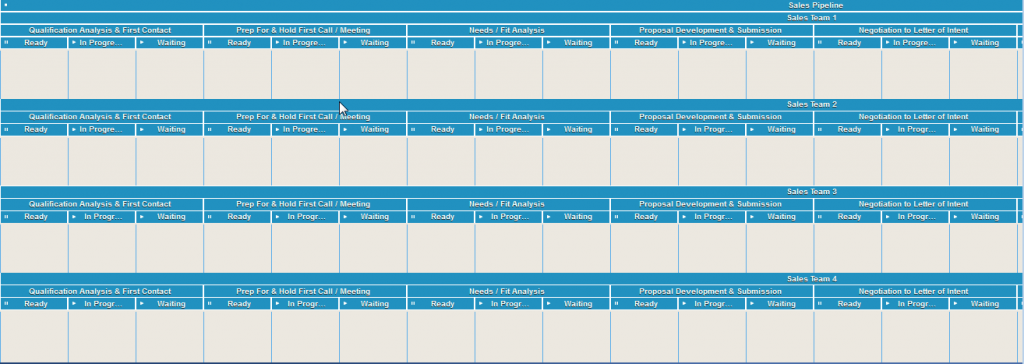 Sales Pipeline
Sales Team 1
Qualification Analysis & First Contact Prep For & Hold First Call / Meeting Needs / Fit Analysis Proposal Development & Submission Negotiation to Letter of Intent
Ready In Progre... Waiting Ready In Progre... Waiting Ready In Progre... Waiting Ready In Progr... Waiting Ready In Progr... Waiting
Sales Team 2
Qualification Analysis & First Contact Prep For & Hold First Call / Meeting Needs / Fit Analysis Proposal Development & Submission Negotiation to Letter of Intent
Ready In Progre... Waiting Ready In Progre... Waiting Ready In Progre... Waiting Ready In Progr... Waiting Ready In Progr... Waiting
Sales Team 3
Qualification Analysis & First Contact Prep For & Hold First Call / Meeting Needs / Fit Analysis Proposal Development & Submission Negotiation to Letter of Intent
Ready In Progr... Waiting Ready In Progr... Waiting Ready In Progr... Waiting Ready In Progr... Waiting Ready In Progr... Waiting
Sales Team 4
Qualification Analysis & First Contact Prep For & Hold First Call / Meeting Needs / Fit Analysis Proposal Development & Submission Negotiation to Letter of Intent
Ready In Progr... Waiting Ready In Progr... Waiting Ready In Progr... Waiting Ready In Progr... Waiting Ready In Progr... Waiting